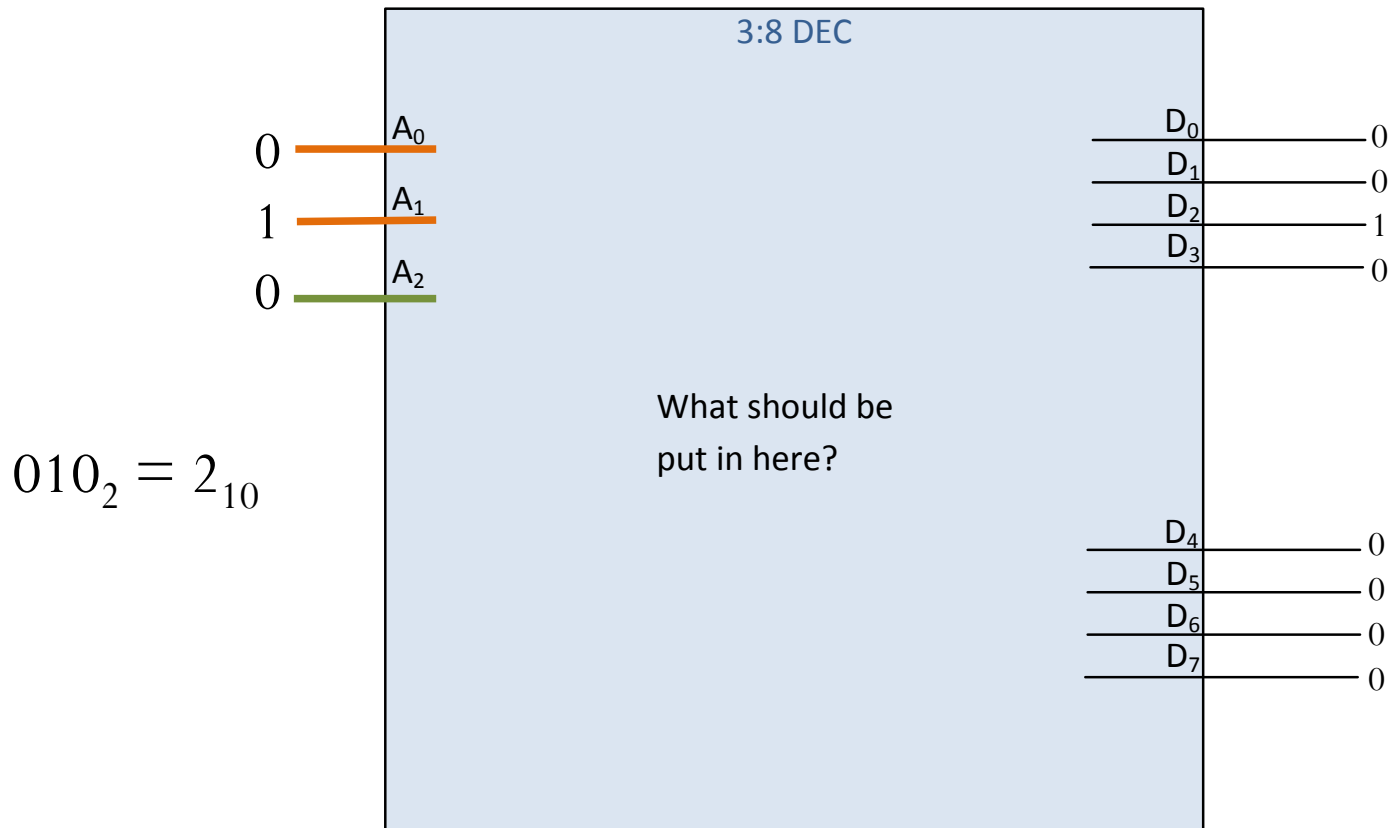 3:8 DEC
0 A₀
1 A₁
0 A₂
D₀ 0
D₁ 0
D₂ 1
D₃ 0
What should be
put in here?
010₂ = 2₁₀
D₄ 0
D₅ 0
D₆ 0
D₇ 0